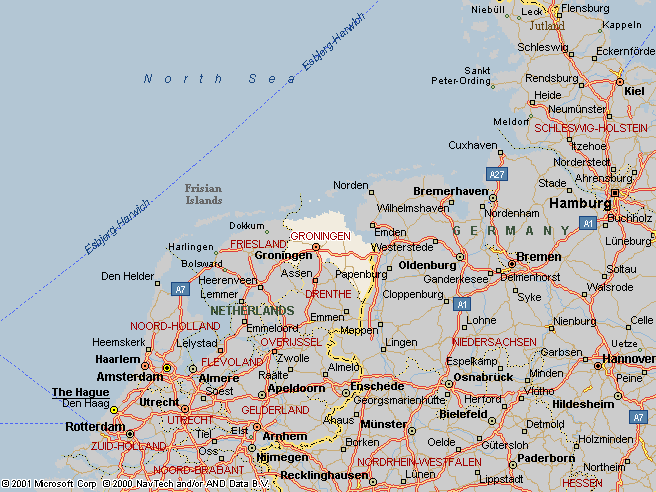 Niebüll
Leck
Flensburg
Jutland
Kappeln
Esbjerg-Harwich
Schleswig
Eckernförde
North Sea
Sankt
Peter-Ording
Rendsburg
Kiel
Heide
Neumünster
Meldorf
SCHLESWIG-HOLSTEIN
Itzehoe
Cuxhaven
Norderstedt
Ahrensburg
A27
Stade
Frisian
Islands
Norden
Bremerhaven
Hamburg
Wilhelmshaven
Nordenham
A1
Buchholz
Esbjerg-Harwich
Dokkum
GRONINGEN
Emden
GERMANY
Lüneburg
Harlingen
FRIESLAND
Westerstede
Groningen
Bolsward
Oldenburg
Bremen
Soltau
Den Helder
Assen
Papenburg
Ganderkesee
Delmenhorst
A7
Heerenveen
Lemmer
DRENTHE
Cloppenburg
A1
Syke
Walsrode
NETHERLANDS
Emmen
NOORD-HOLLAND
Emmeloord
Meppen
Lohne
Nienburg
Uetze
Heemskerk
Lelystad
OVERIJSSEL
Lingen
NIEDERSACHSEN
Garbsen
Haarlem
FLEVOLAND
Zwolle
Espelkamp
Hannover
Amsterdam
Almere
Raalte
Almelo
Osnabrück
Minden
Peine
The Hague
Soest
Apeldoorn
Enschede
Vlotho
Den Haag
Utrecht
Georgsmarienhütte
Herford
Hildesheim
GELDERLAND
Ahaus
Bielefeld
A7
Rotterdam
UTRECHT
Tiel
Elst
Arnhem
Münster
Detmold
ZUID-HOLLAND
Borken
Oelde
Gütersloh
Holzminden
Oss
Nijmegen
Paderborn
Northeim
NOORD-BRABANT
NORDRHEIN-WESTFALEN
Recklinghausen
Lünen
Lippstadt
HESSEN
© 2001 Microsoft Corp © 2000 NavTech and/or AND Data B.V.